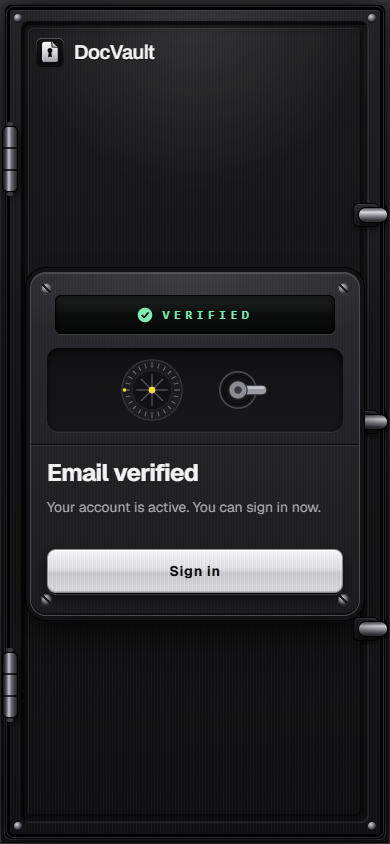 DocVault
VERIFIED
Email verified
Your account is active. You can sign in now.
Sign in